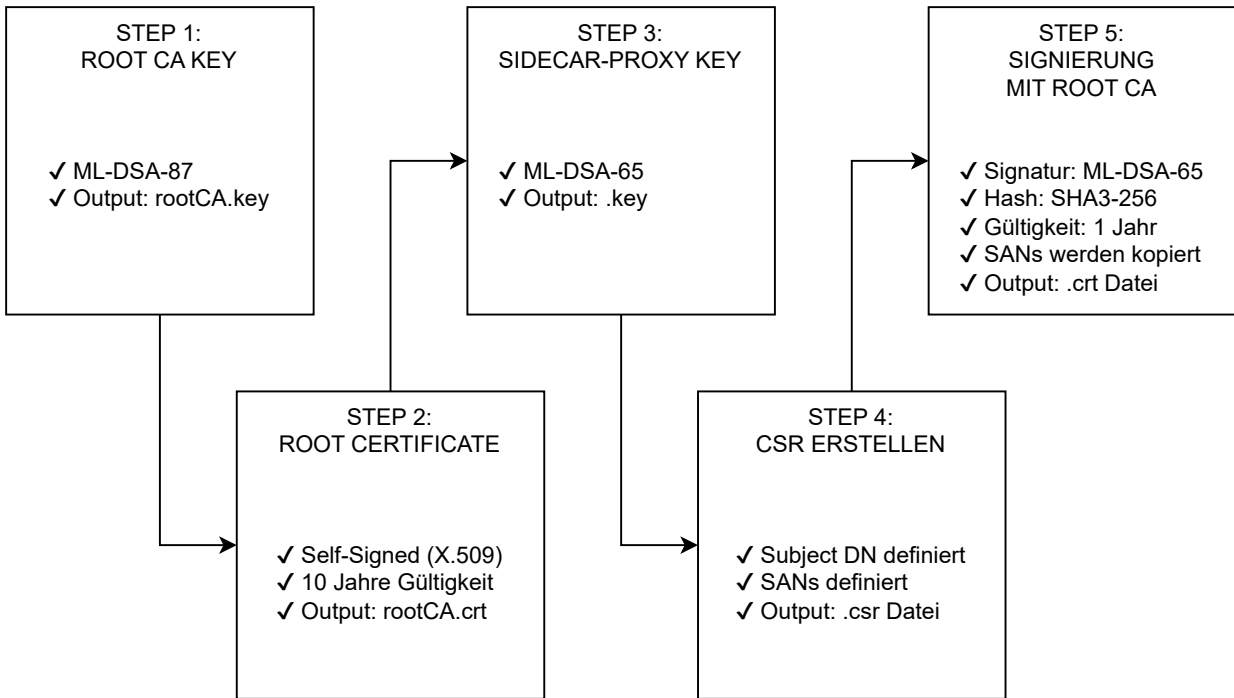 STEP 1:
ROOT CA KEY
✓ ML-DSA-87
✓ Output: rootCA.key
STEP 2:
ROOT CERTIFICATE
✓ Self-Signed (X.509)
✓ 10 Jahre Gültigkeit
✓ Output: rootCA.crt
STEP 3:
SIDECAR-PROXY KEY
✓ ML-DSA-65
✓ Output: .key
STEP 4:
CSR ERSTELLEN
✓ Subject DN definiert
✓ SANs definiert
✓ Output: .csr Datei
STEP 5:
SIGNIERUNG
MIT ROOT CA
✓ Signatur: ML-DSA-65
✓ Hash: SHA3-256
✓ Gültigkeit: 1 Jahr
✓ SANs werden kopiert
✓ Output: .crt Datei